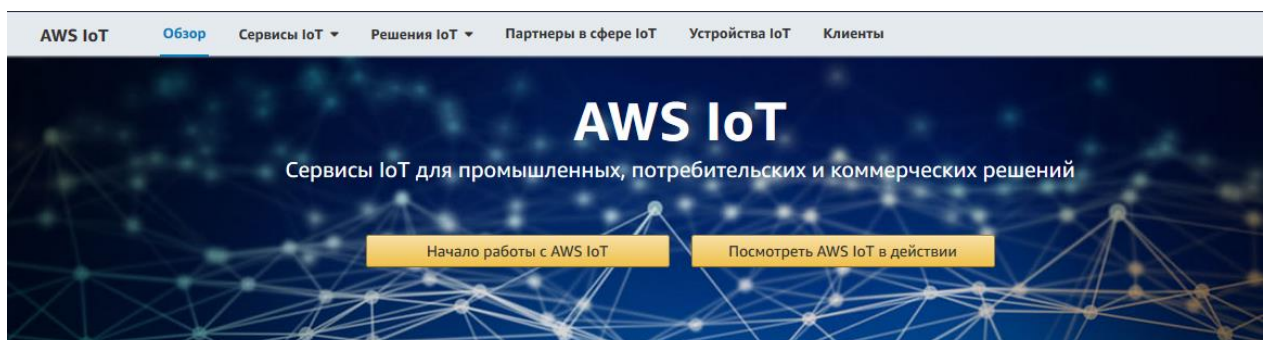 AWS IoT Обзор Сервисы IoT Решения IoT Партнеры в сфере IoT Устройства IoT Клиенты
AWS IoT
Сервисы IoT для промышленных, потребительских и коммерческих решений
Начало работы с AWS IoT Посмотреть AWS IoT в действии